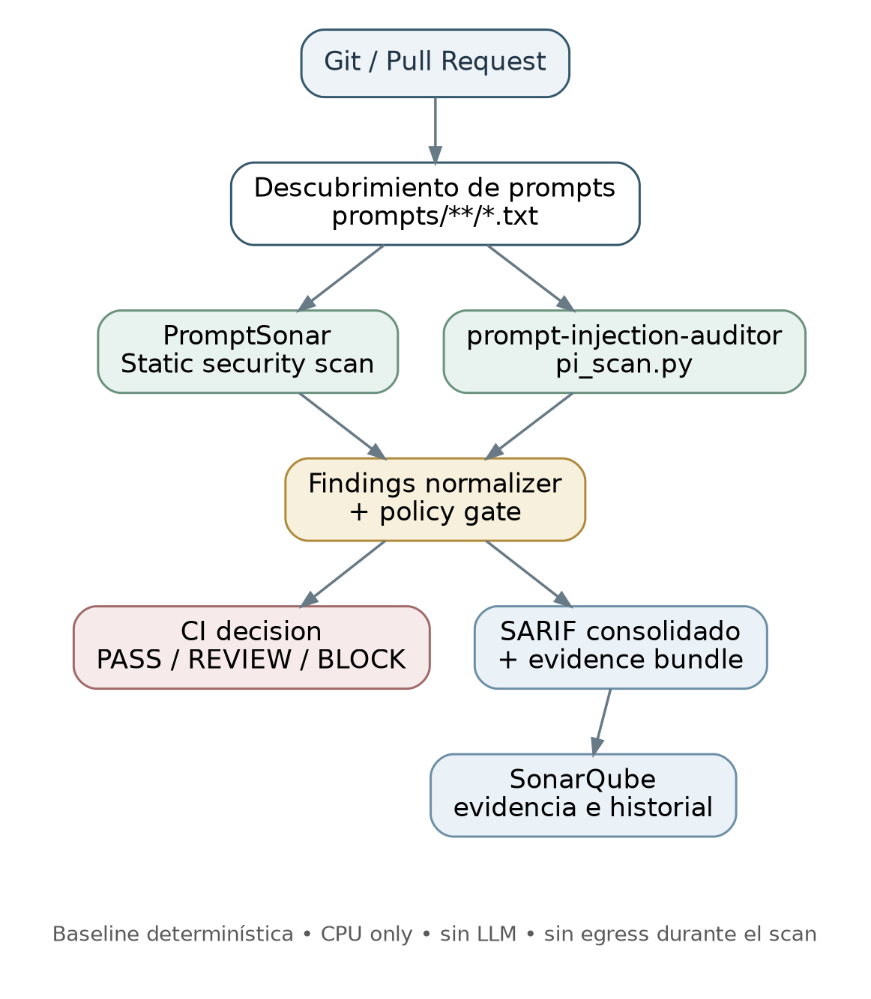 Git / Pull Request
Descubrimiento de prompts
prompts/**/*.txt
PromptSonar
Static security scan
prompt-injection-auditor
pi_scan.py
Findings normalizer
+ policy gate
CI decision
PASS / REVIEW / BLOCK
SARIF consolidado
+ evidence bundle
SonarQube
evidencia e historial
Baseline determinística • CPU only • sin LLM • sin egress durante el scan